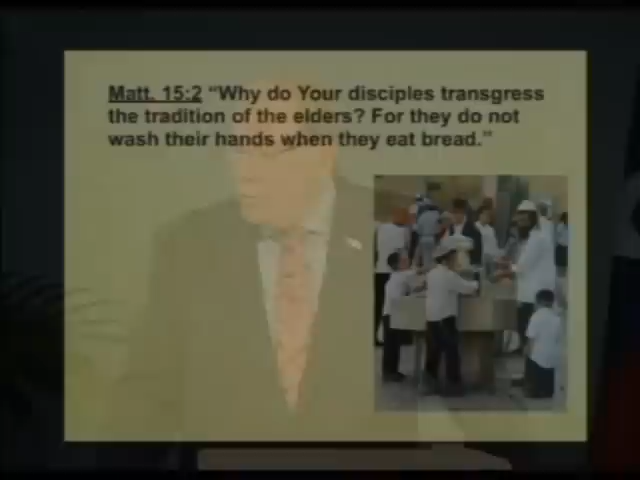 Matt. 15:2 “Why do Your disciples transgress
the tradition of the elders? For they do not
wash their hands when they eat bread.”